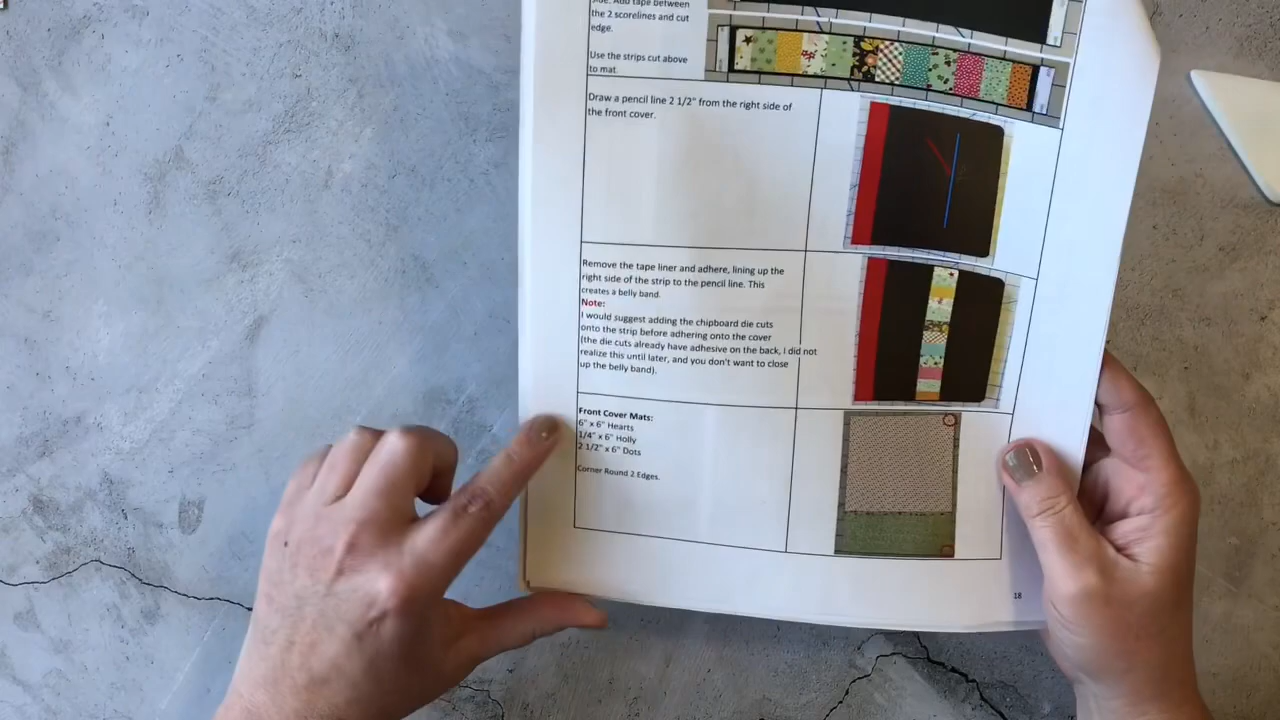 side. Add tape between
the 2 scorelines and cut
edge.
Use the strips cut above
to mat.
Draw a pencil line 2 1/2" from the right side of
the front cover.
Remove the tape liner and adhere, lining up the
right side of the strip to the pencil line. This
creates a belly band.
Note:
I would suggest adding the chipboard die cuts
onto the strip before adhering onto the cover
(the die cuts already have adhesive on the back, I did not
realize this until later, and you don't want to close
up the belly band).
Front Cover Mats:
6" x 6" Hearts
1/4" x 6" Holly
2 1/2" x 6" Dots
Corner Round 2 Edges.
18